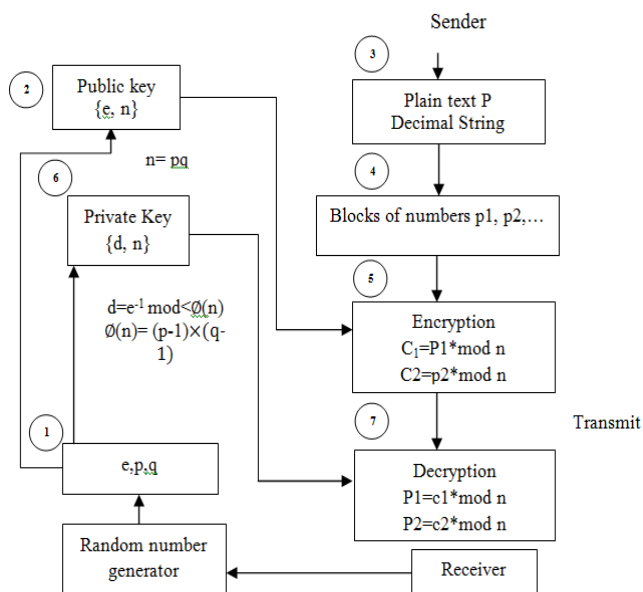 Sender
3
2
Public key
{e, n}
Plain text P
Decimal String
n= pq
4
6
Private Key
{d, n}
Blocks of numbers p1, p2,...
5
d=e⁻¹ mod<Ø(n)
Ø(n)= (p-1)×(q-
1)
Encryption
C₁=P1*mod n
C2=p2*mod n
1
7
Transmit
e,p,q
Decryption
P1=c1*mod n
P2=c2*mod n
Random number
generator
Receiver